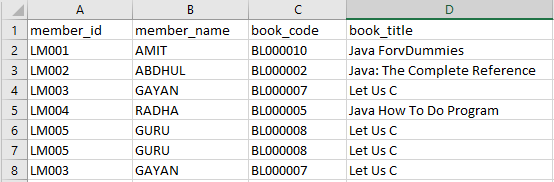 A B C D
1 member_id member_name book_code book_title
2 LM001 AMIT BL000010 Java ForvDummies
3 LM002 ABDHUL BL000002 Java: The Complete Reference
4 LM003 GAYAN BL000007 Let Us C
5 LM004 RADHA BL000005 Java How To Do Program
6 LM005 GURU BL000008 Let Us C
7 LM005 GURU BL000008 Let Us C
8 LM003 GAYAN BL000007 Let Us C